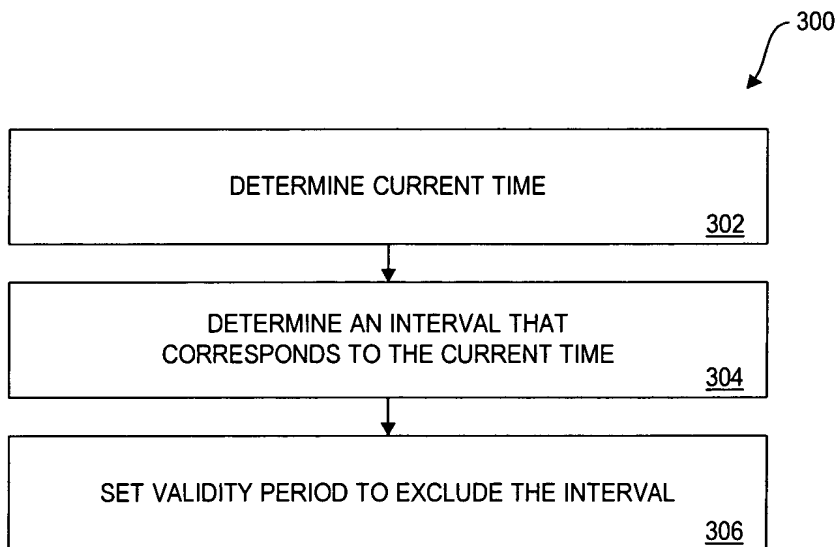 300
DETERMINE CURRENT TIME
302
DETERMINE AN INTERVAL THAT
CORRESPONDS TO THE CURRENT TIME
304
SET VALIDITY PERIOD TO EXCLUDE THE INTERVAL
306